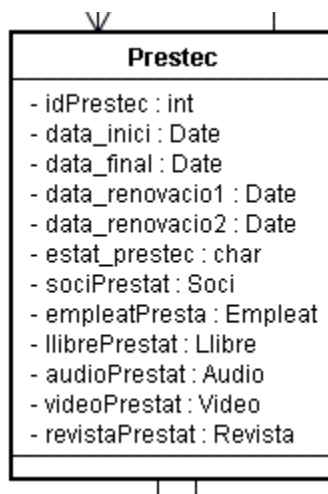 Prestec
- idPrestec : int
- data_inici : Date
- data_final : Date
- data_renovacio1 : Date
- data_renovacio2 : Date
- estat_prestec : char
- sociPrestat : Soci
- empleatPresta : Empleat
- llibrePrestat : Llibre
- audioPrestat : Audio
- videoPrestat : Video
- revistaPrestat : Revista